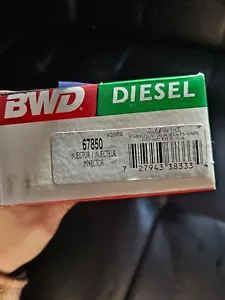 BWD DIESEL
67850
INJECTOR / INJECTEUR
INYECTOR
7 27943 38333